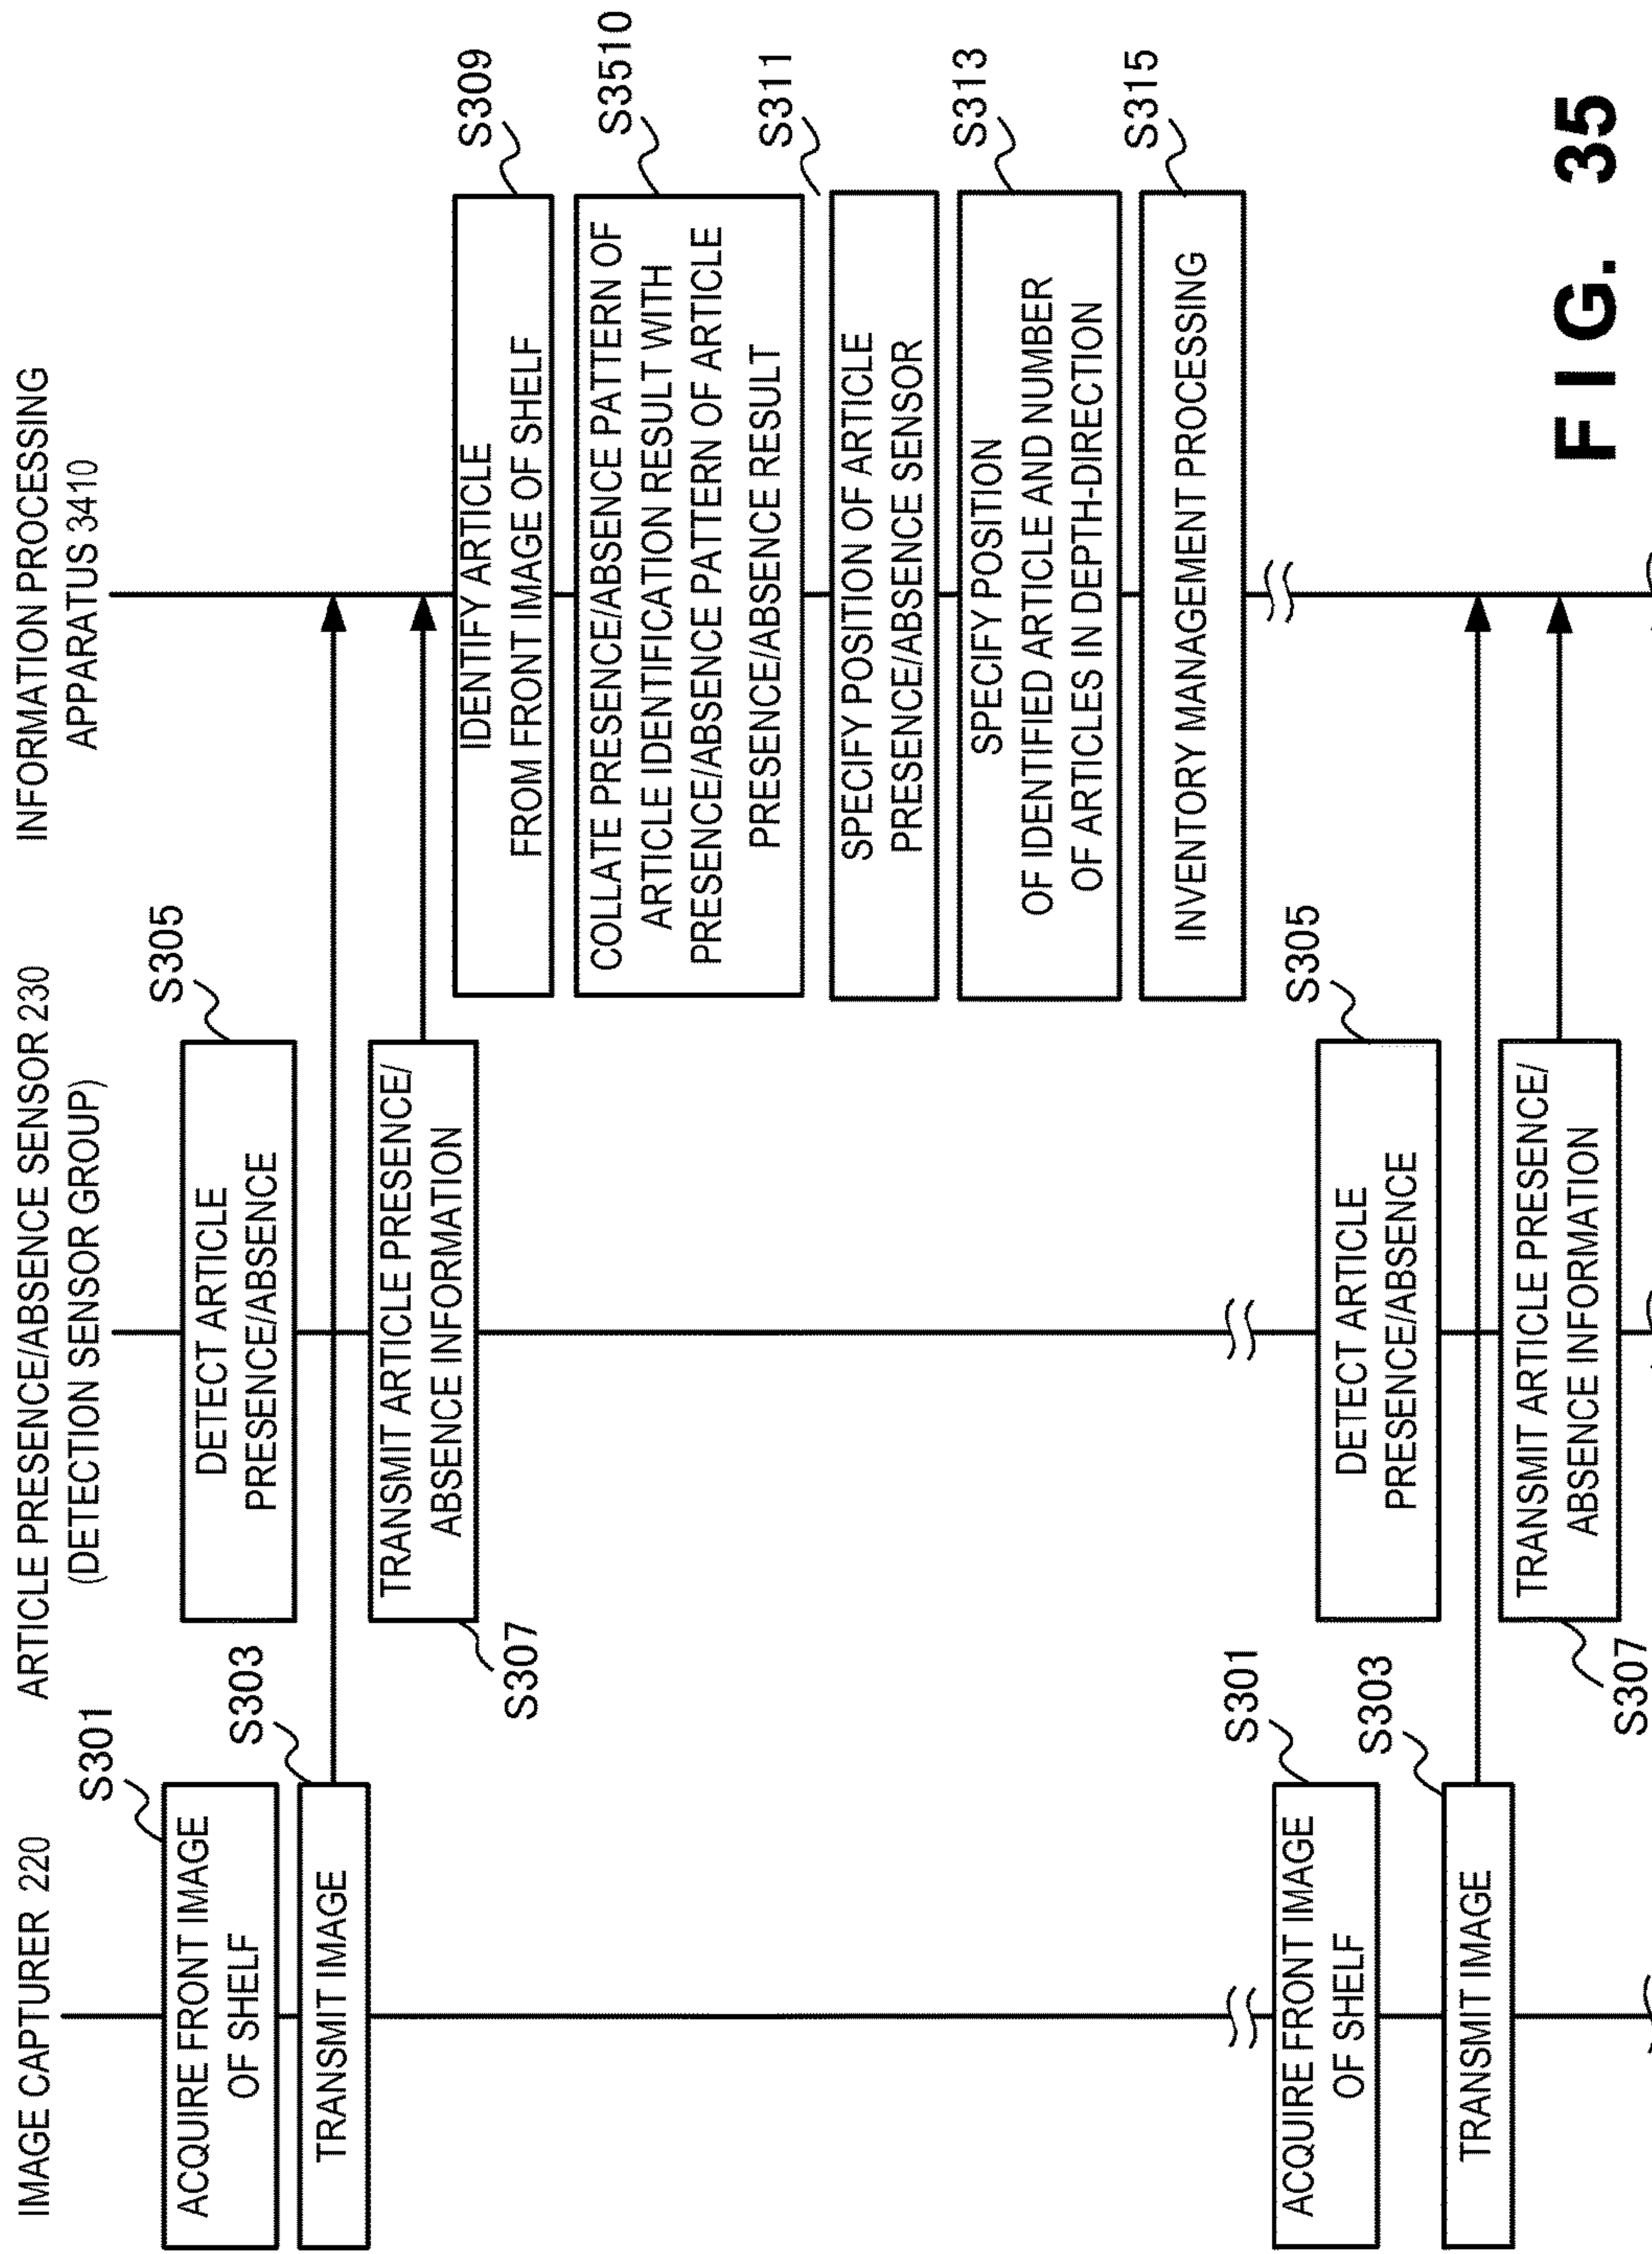 IMAGE CAPTURER 220
ARTICLE PRESENCE/ABSENCE SENSOR 230
(DETECTION SENSOR GROUP)
INFORMATION PROCESSING
APPARATUS 3410
S301
ACQUIRE FRONT IMAGE
OF SHELF
S305
DETECT ARTICLE
PRESENCE/ABSENCE
S303
TRANSMIT IMAGE
TRANSMIT ARTICLE PRESENCE/
ABSENCE INFORMATION
S307
S309
IDENTIFY ARTICLE
FROM FRONT IMAGE OF SHELF
S3510
COLLATE PRESENCE/ABSENCE PATTERN OF
ARTICLE IDENTIFICATION RESULT WITH
PRESENCE/ABSENCE PATTERN OF ARTICLE
PRESENCE/ABSENCE RESULT
S311
SPECIFY POSITION OF ARTICLE
PRESENCE/ABSENCE SENSOR
S313
SPECIFY POSITION
OF IDENTIFIED ARTICLE AND NUMBER
OF ARTICLES IN DEPTH-DIRECTION
S315
INVENTORY MANAGEMENT PROCESSING
S301
ACQUIRE FRONT IMAGE
OF SHELF
S305
DETECT ARTICLE
PRESENCE/ABSENCE
S303
TRANSMIT IMAGE
TRANSMIT ARTICLE PRESENCE/
ABSENCE INFORMATION
S307
FIG. 35